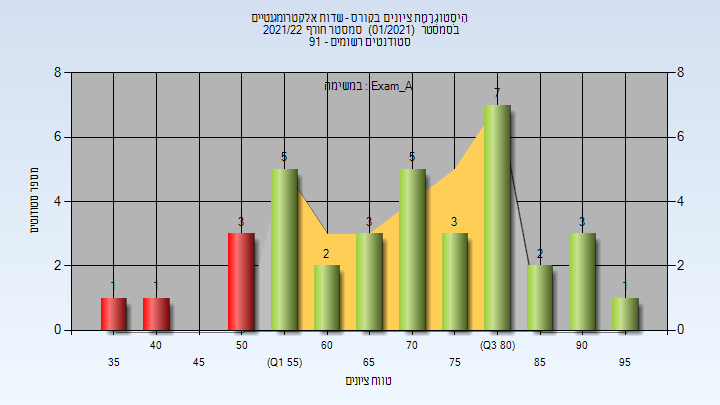 היסטוגרמת ציונים בקורס - שדות אלקטרומגנטיים
בסמסטר (01/2021) סמסטר חורף 2021/22
סטודנטים רשומים - 91
במשימה : Exam_A
מספר סטודנטים
8 8
6 6
4 4
2 2
0 0
1 1 3 5 2 3 5 3 7 2 3 1
40 50 60 70 (Q3 80) 90
35 45 (Q1 55) 65 75 85 95
טווח ציונים